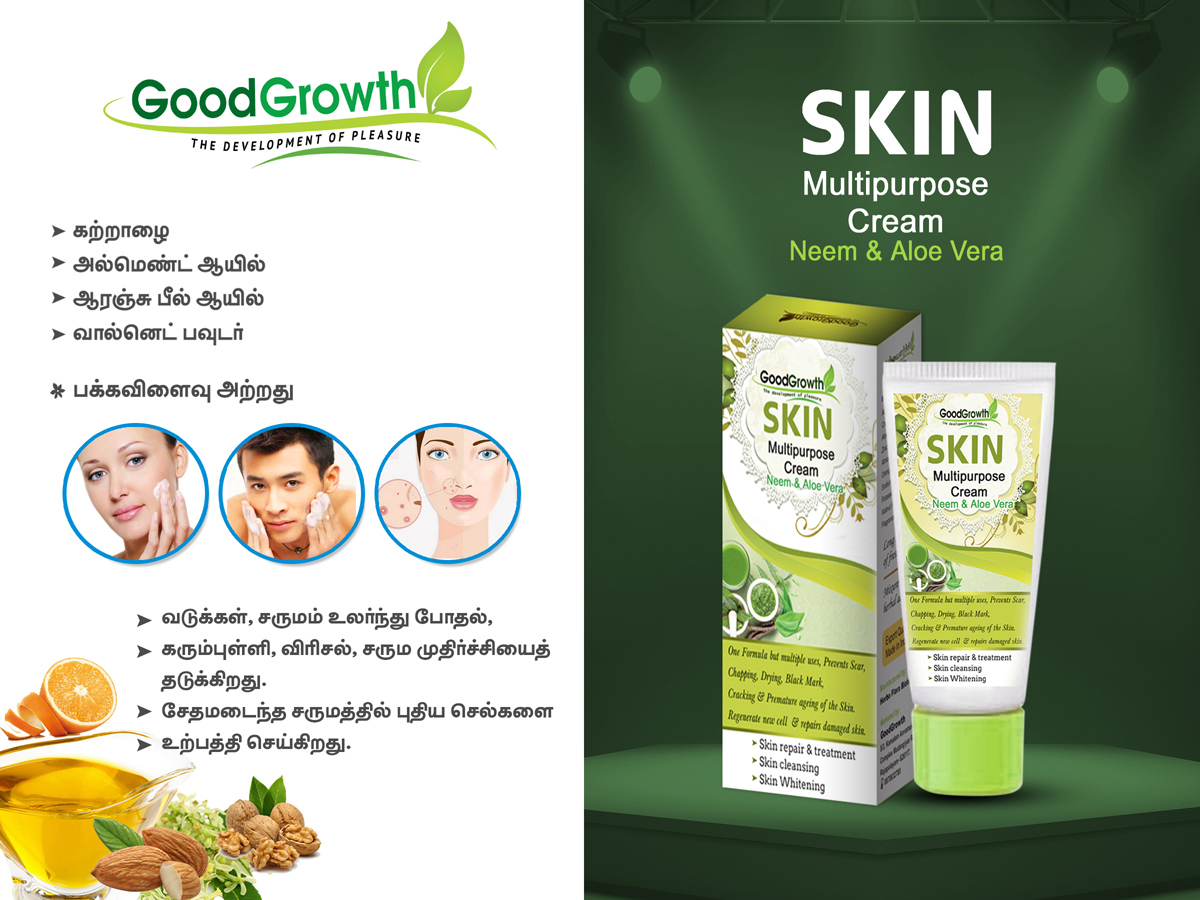 GoodGrowth
THE DEVELOPMENT OF PLEASURE
➤ கற்றாழை
➤ அல்மெண்ட் ஆயில்
➤ ஆரஞ்சு பீல் ஆயில்
➤ வால்னெட் பவுடர்
* பக்கவிளைவு அற்றது
➤ வடுக்கள், சருமம் உலர்ந்து போதல்,
➤ கரும்புள்ளி, விரிசல், சரும முதிர்ச்சியைத்
தடுக்கிறது.
➤ சேதமடைந்த சருமத்தில் புதிய செல்களை
➤ உற்பத்தி செய்கிறது.
SKIN
Multipurpose
Cream
Neem & Aloe Vera
GoodGrowth
GoodGrowth
The development of pleasure
SKIN
Multipurpose
Cream
Neem & Aloe Vera
One Formula but multiple uses, Prevents Scar,
Chapping, Drying, Black Mark,
Cracking & Premature ageing of the Skin.
Regenerate new cell & repairs damaged skin.
➤ Skin repair & treatment
➤ Skin cleansing
➤ Skin Whitening
GoodGrowth
GoodGrowth
The development of pleasure
SKIN
Multipurpose
Cream
Neem & Aloe Vera
One Formula but multiple uses, Prevents Scar,
Chapping, Drying, Black Mark,
Cracking & Premature ageing of the Skin.
Regenerate new cell & repairs damaged skin.
➤ Skin repair & treatment
➤ Skin cleansing
➤ Skin Whitening